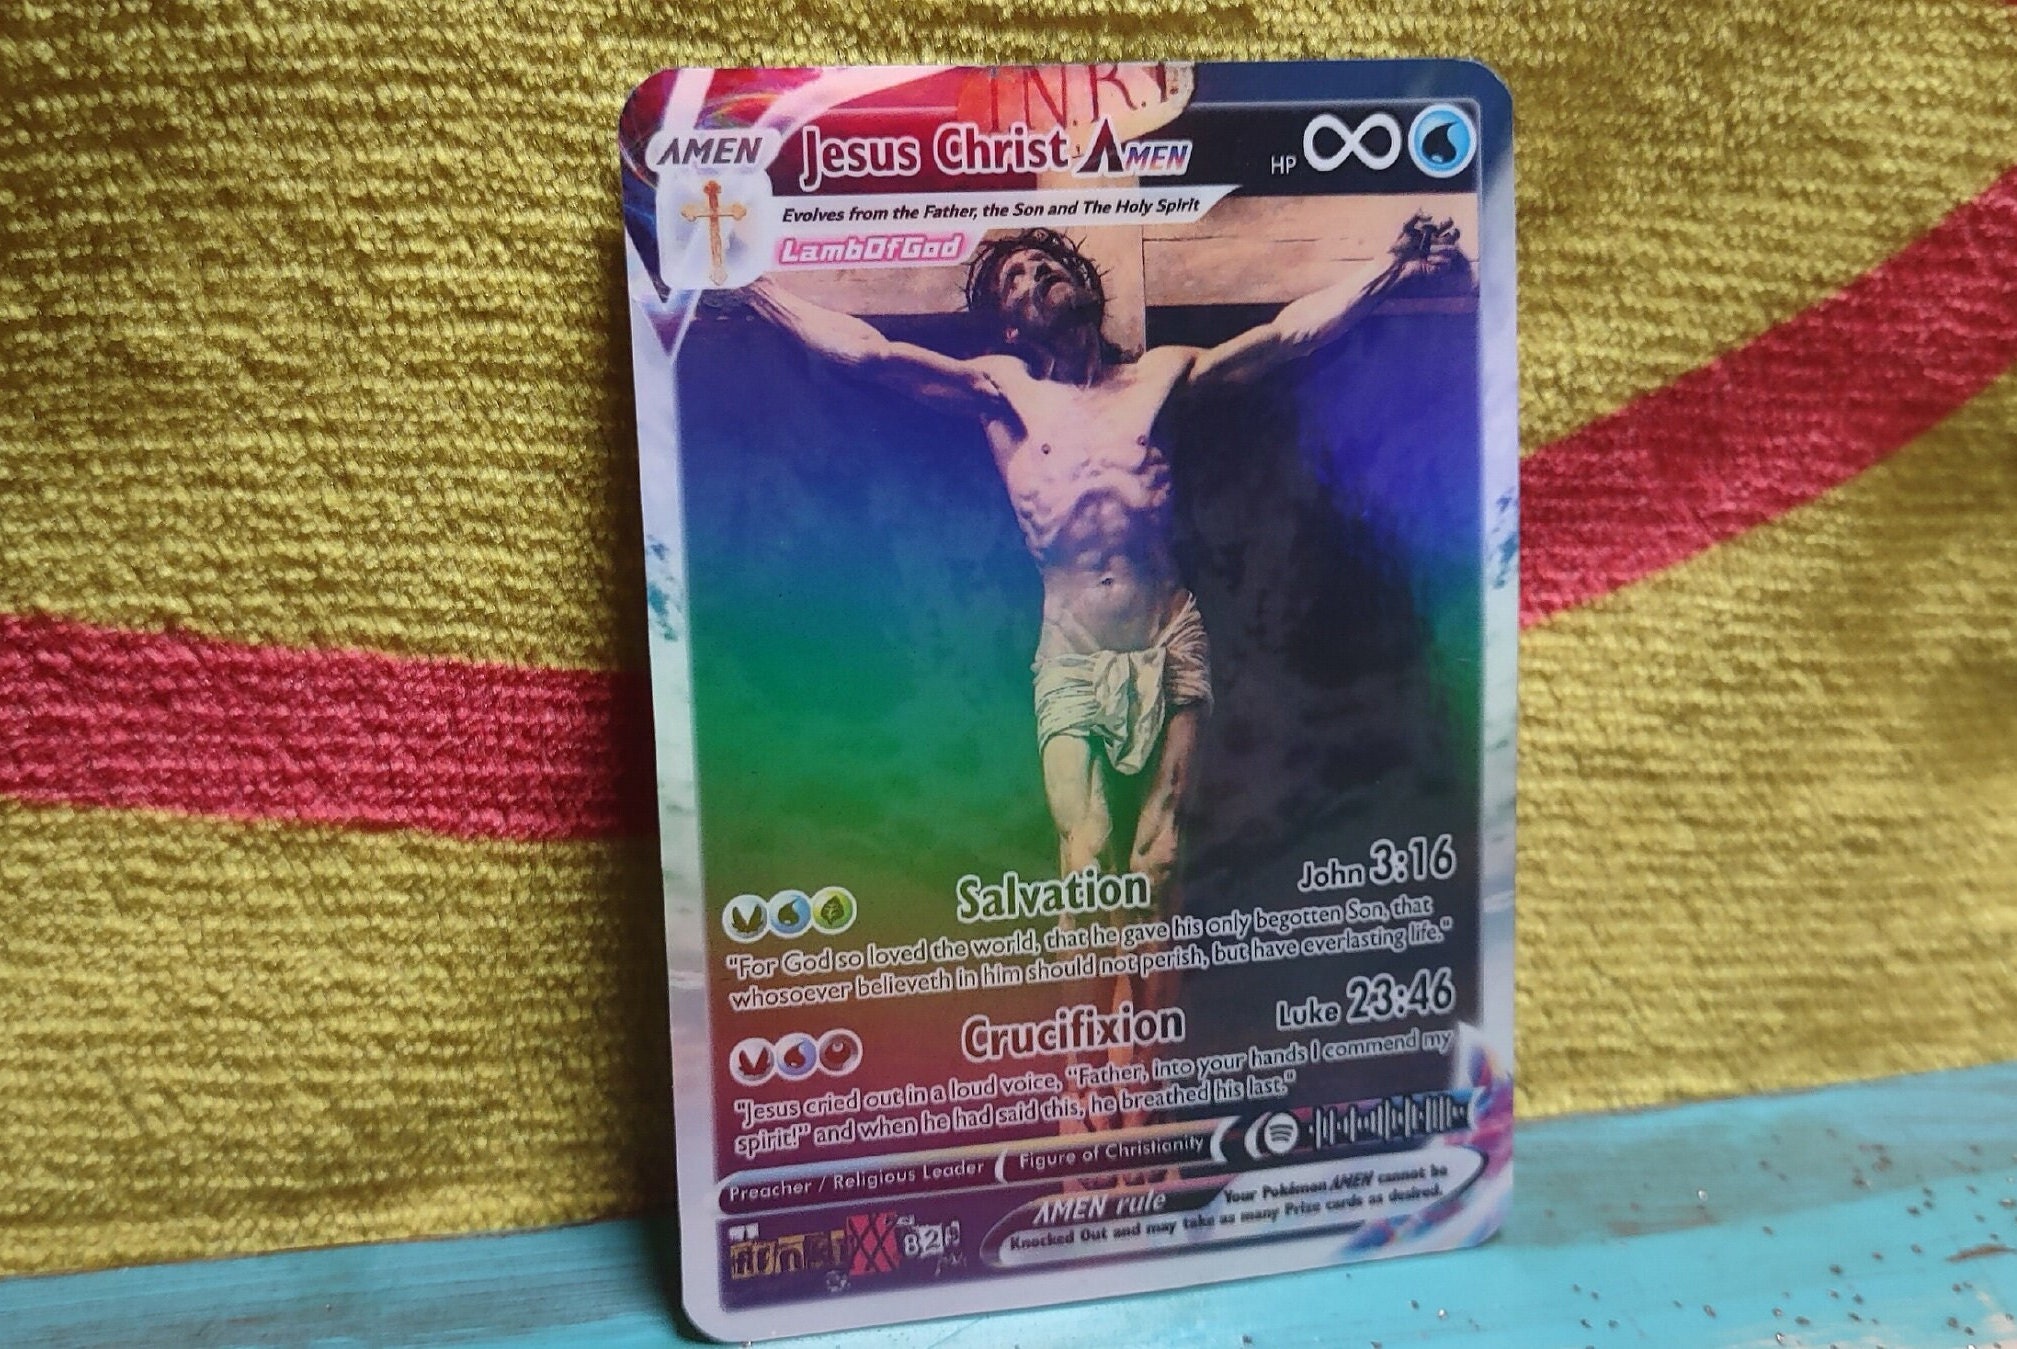 I.N.R.I.
AMEN
Jesus Christ AMEN
HP ∞
Evolves from the Father, the Son and The Holy Spirit
LambOfGod
Salvation John 3:16
"For God so loved the world, that he gave his only begotten Son, that
whosoever believeth in him should not perish, but have everlasting life."
Crucifixion Luke 23:46
"Jesus cried out in a loud voice, "Father, into your hands I commend my
spirit!" and when he had said this, he breathed his last."
Preacher / Religious Leader Figure of Christianity
AMEN rule Your Pokémon AMEN cannot be
Knocked Out and may take as many Prize cards as desired.